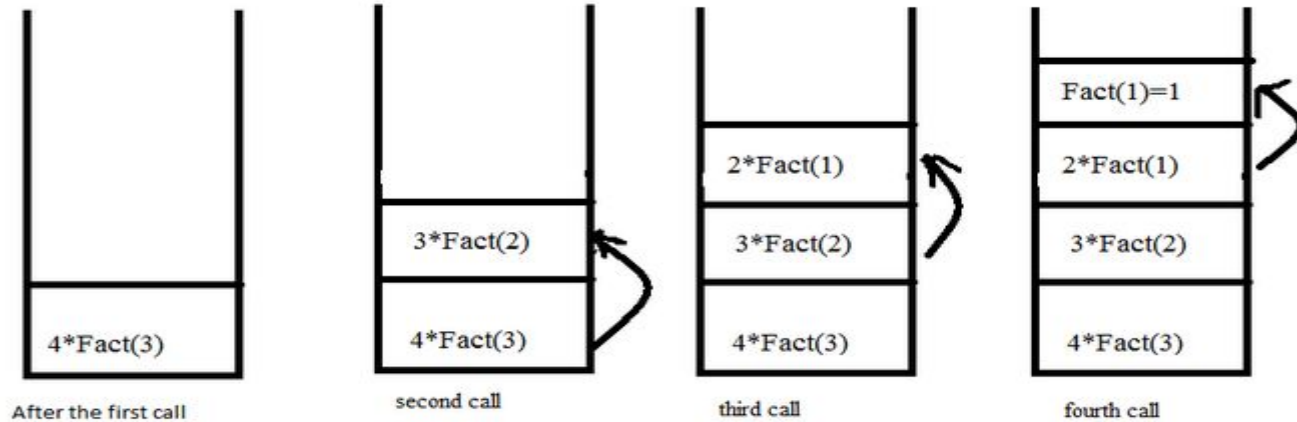 4*Fact(3)
After the first call
3*Fact(2)
4*Fact(3)
second call
2*Fact(1)
3*Fact(2)
4*Fact(3)
third call
Fact(1)=1
2*Fact(1)
3*Fact(2)
4*Fact(3)
fourth call